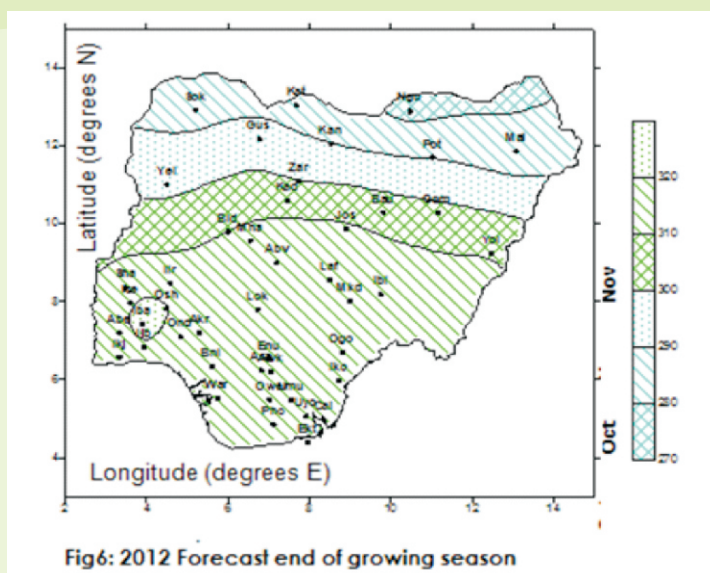 14
12
10
8
6
4
Latitude (degrees N)
Sok
Kat
Ngu
Gus
Kan
Pot
Mai
Yel
Zar
Kad
Bau
Gom
Bid
Mna
Jos
Yol
Abv
Sha
Ilr
Ise
Osh
Laf
Ibi
Mkd
Iba
Lok
Abe
Ond
Akr
Ikj
Ijb
Ogo
Bni
Enu
Iko
War
Owe
Umu
Uyo
Cal
Pho
Ekt
Longitude (degrees E)
2
4
6
8
10
12
14
320
310
300
290
280
270
Nov
Oct
Fig6: 2012 Forecast end of growing season